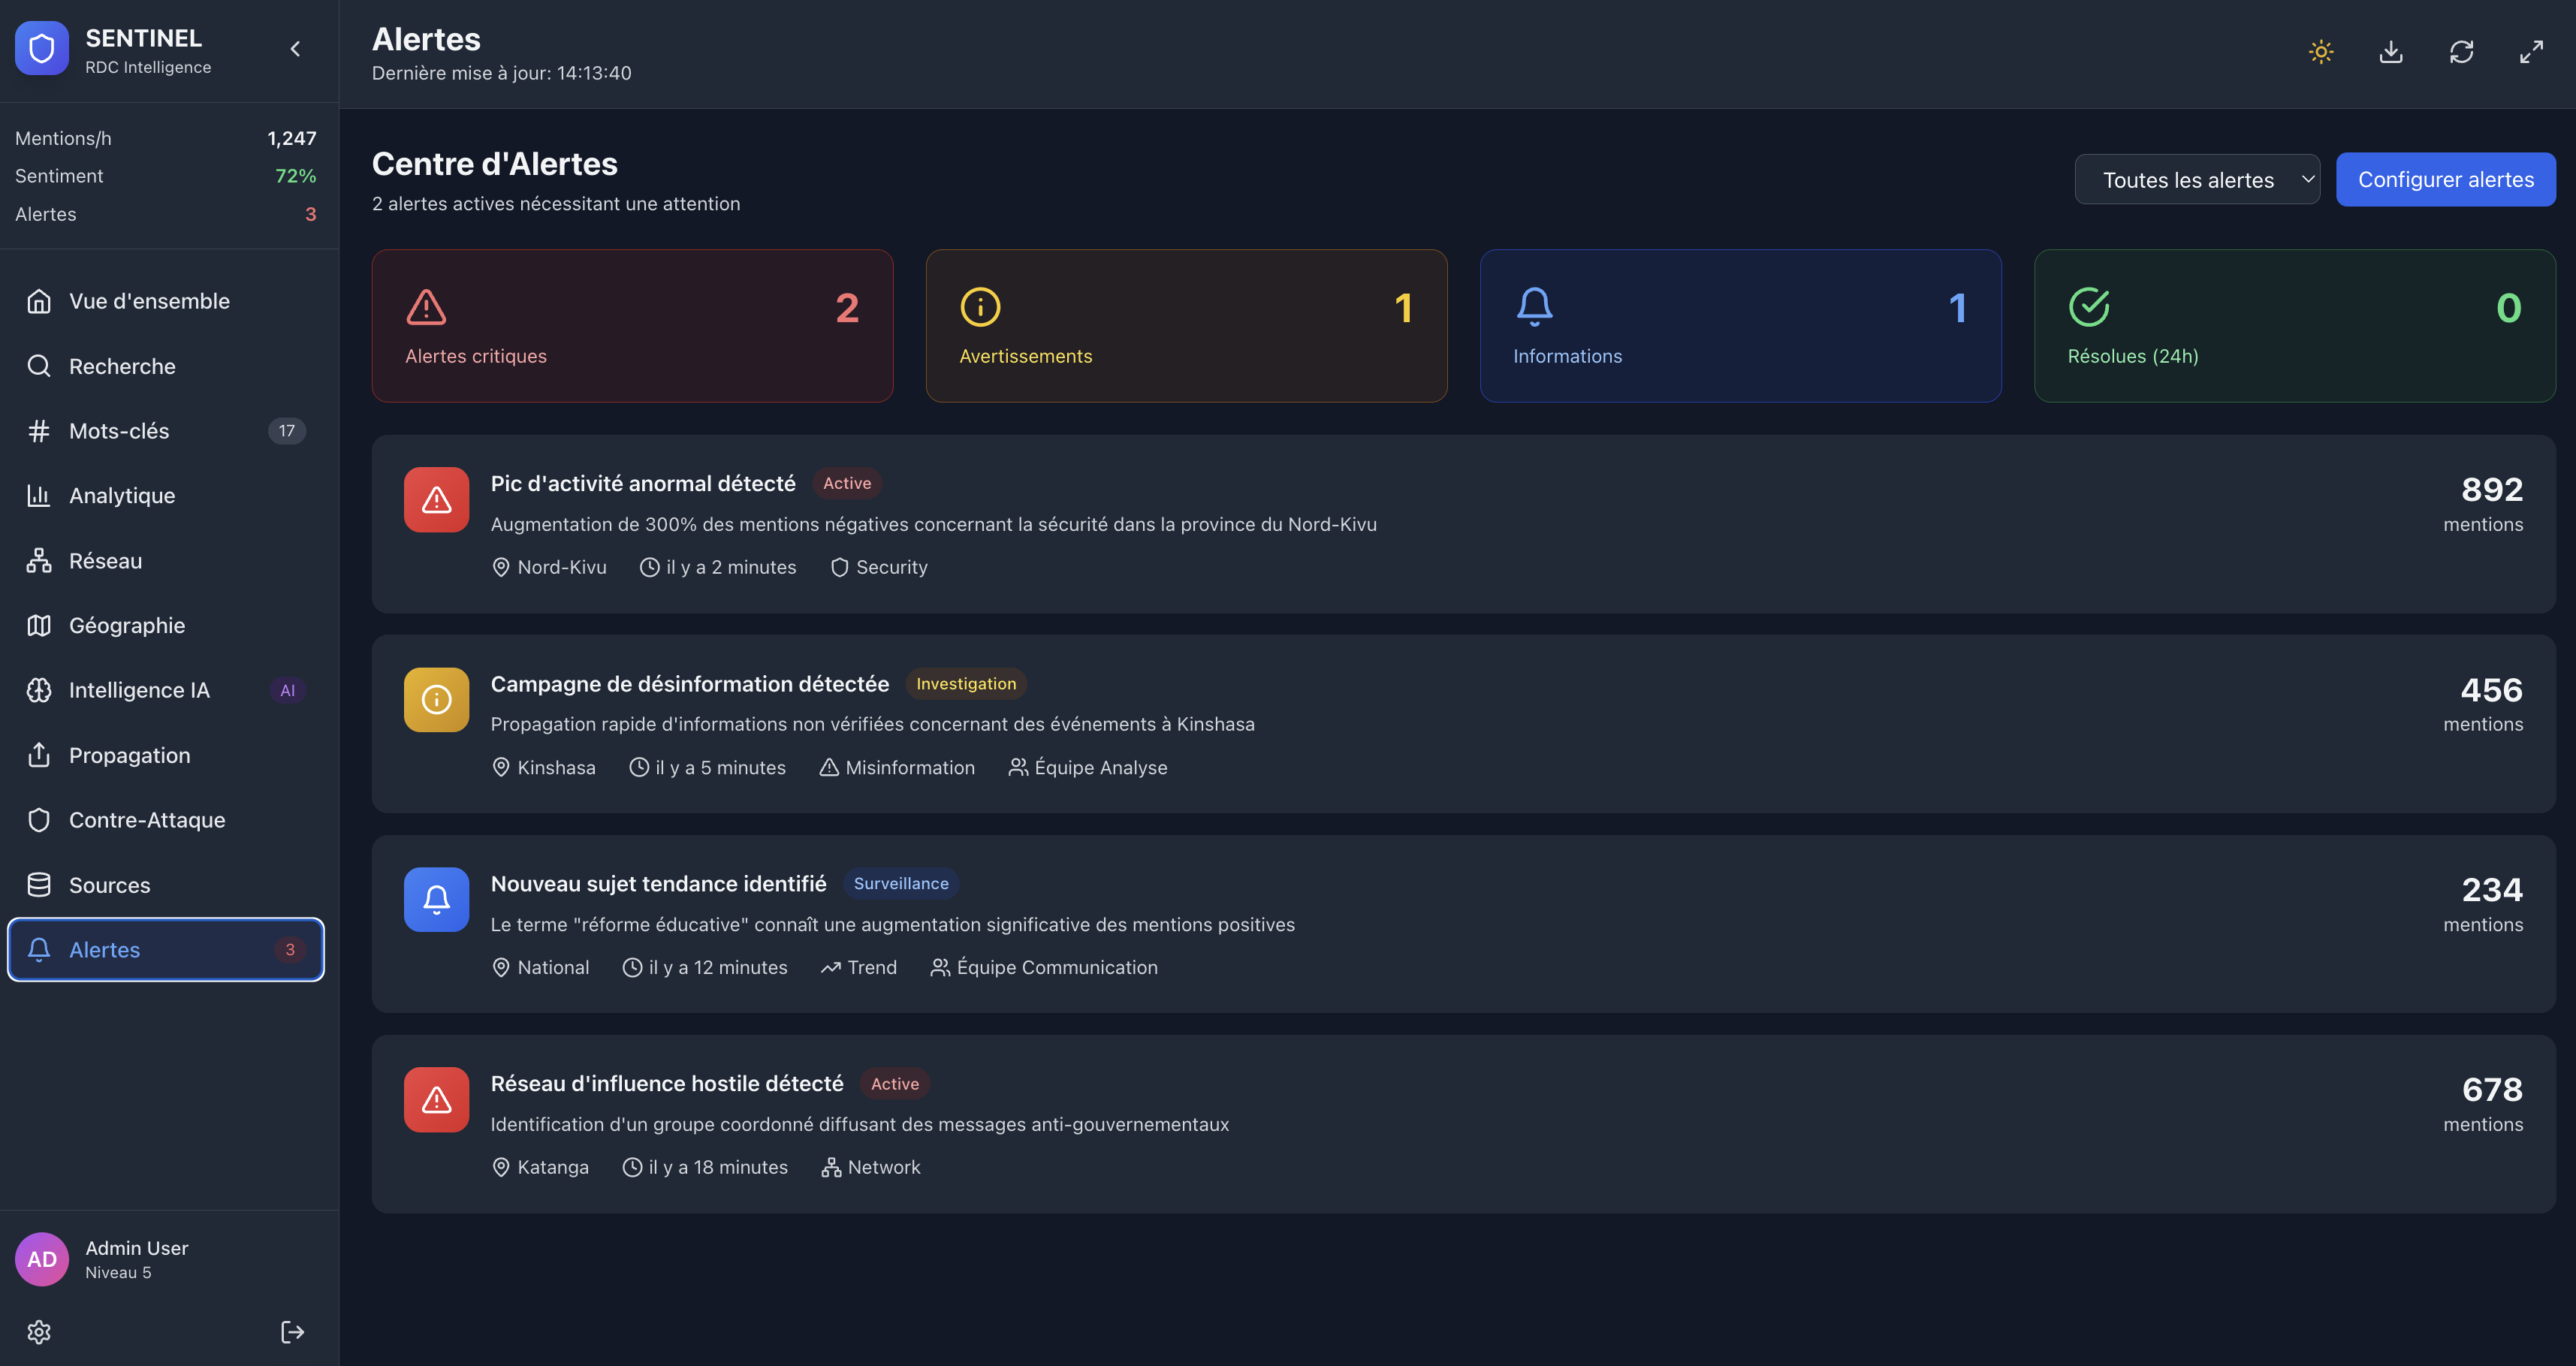 SENTINEL
RDC Intelligence
Mentions/h 1,247
Sentiment 72%
Alertes 3
Vue d'ensemble
Recherche
Mots-clés 17
Analytique
Réseau
Géographie
Intelligence IA AI
Propagation
Contre-Attaque
Sources
Alertes 3
AD
Admin User
Niveau 5
Alertes
Dernière mise à jour: 14:13:40
Centre d'Alertes
2 alertes actives nécessitant une attention
Toutes les alertes
Configurer alertes
2
Alertes critiques
1
Avertissements
1
Informations
0
Résolues (24h)
Pic d'activité anormal détecté Active
Augmentation de 300% des mentions négatives concernant la sécurité dans la province du Nord-Kivu
Nord-Kivu il y a 2 minutes Security
892
mentions
Campagne de désinformation détectée Investigation
Propagation rapide d'informations non vérifiées concernant des événements à Kinshasa
Kinshasa il y a 5 minutes Misinformation Équipe Analyse
456
mentions
Nouveau sujet tendance identifié Surveillance
Le terme "réforme éducative" connaît une augmentation significative des mentions positives
National il y a 12 minutes Trend Équipe Communication
234
mentions
Réseau d'influence hostile détecté Active
Identification d'un groupe coordonné diffusant des messages anti-gouvernementaux
Katanga il y a 18 minutes Network
678
mentions